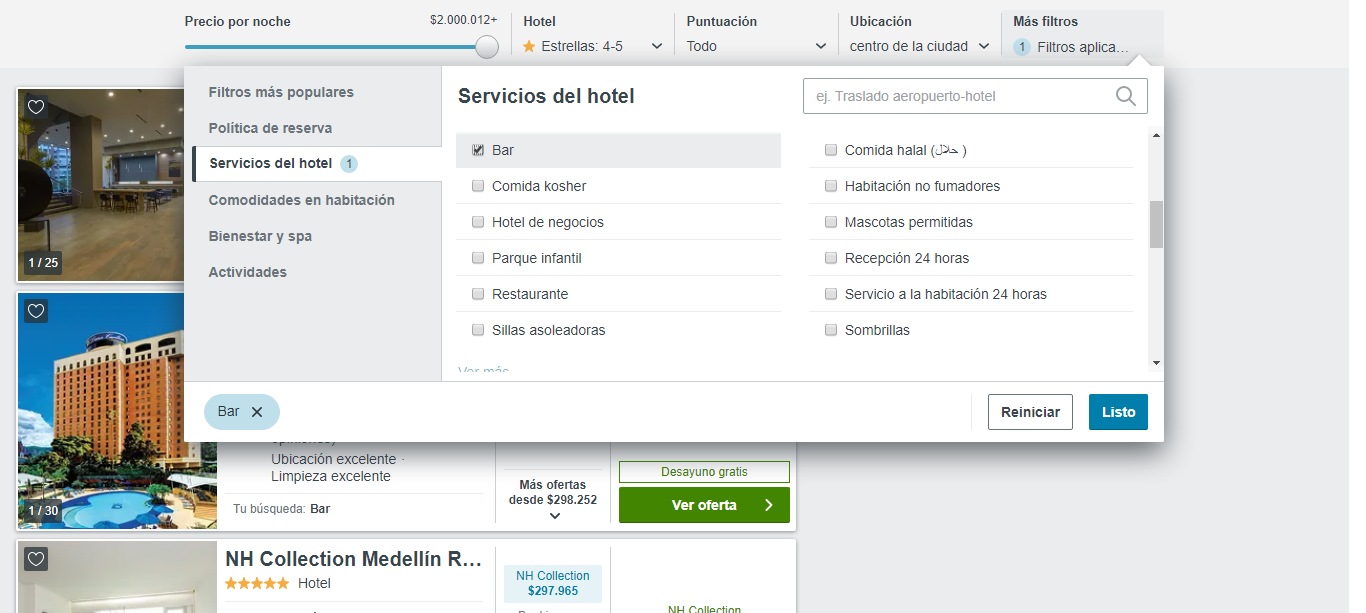 Precio por noche
$2.000.012+
Hotel
Estrellas: 4-5
Puntuación
Todo
Ubicación
centro de la ciudad
Más filtros
1 Filtros aplica...
Filtros más populares
Política de reserva
Servicios del hotel 1
Comodidades en habitación
Bienestar y spa
Actividades
Servicios del hotel
ej. Traslado aeropuerto-hotel
Bar
Comida halal (حلال )
Comida kosher
Habitación no fumadores
Hotel de negocios
Mascotas permitidas
Parque infantil
Recepción 24 horas
Restaurante
Servicio a la habitación 24 horas
Sillas asoleadoras
Sombrillas
Ver más
Bar
Reiniciar
Listo
1 / 25
1 / 30
Ubicación excelente ·
Limpieza excelente
Tu búsqueda: Bar
Más ofertas
desde $298.252
Desayuno gratis
Ver oferta
NH Collection Medellín R...
Hotel
NH Collection
$297.965
NH Collection